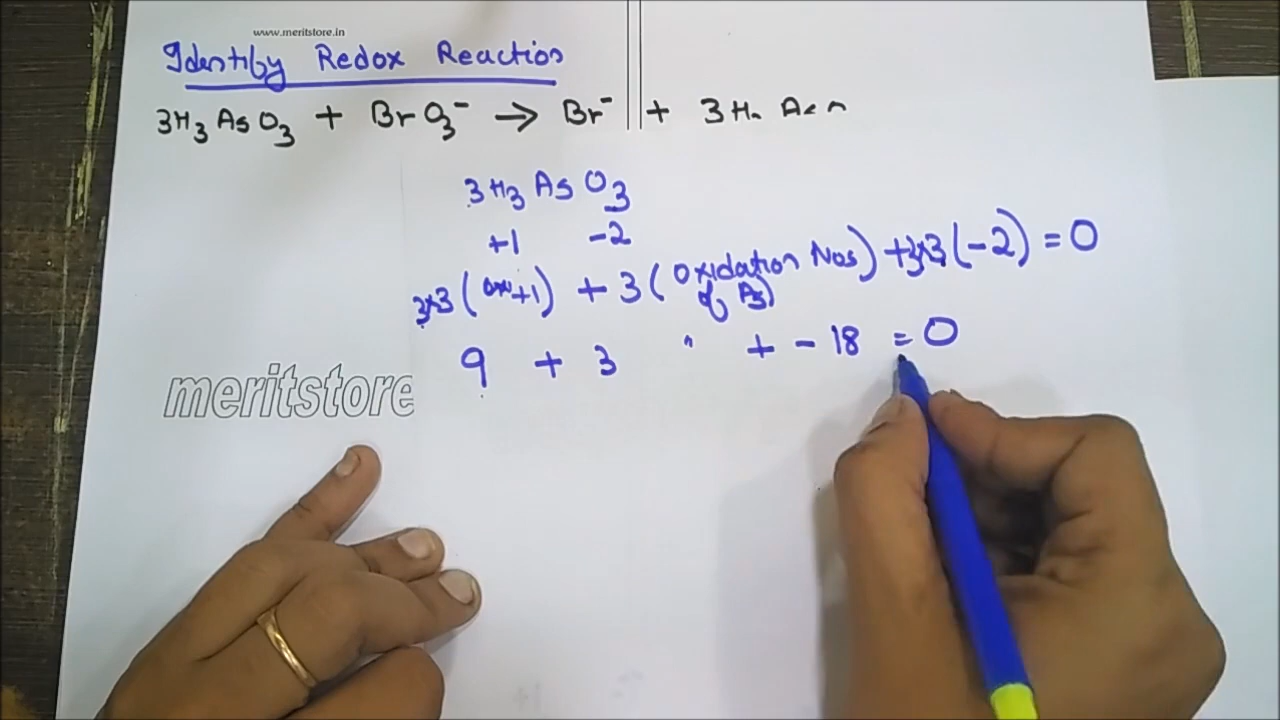 www.meritstore.in
Identify Redox Reaction
3H₃AsO₃ + BrO₃⁻ → Br⁻ + 3H
3H₃AsO₃
+1 -2
3×3( +1) + 3(Oxidation Nos) + 3×3(-2) = 0
of As)
9 + 3 " + - 18 = 0
meritstore